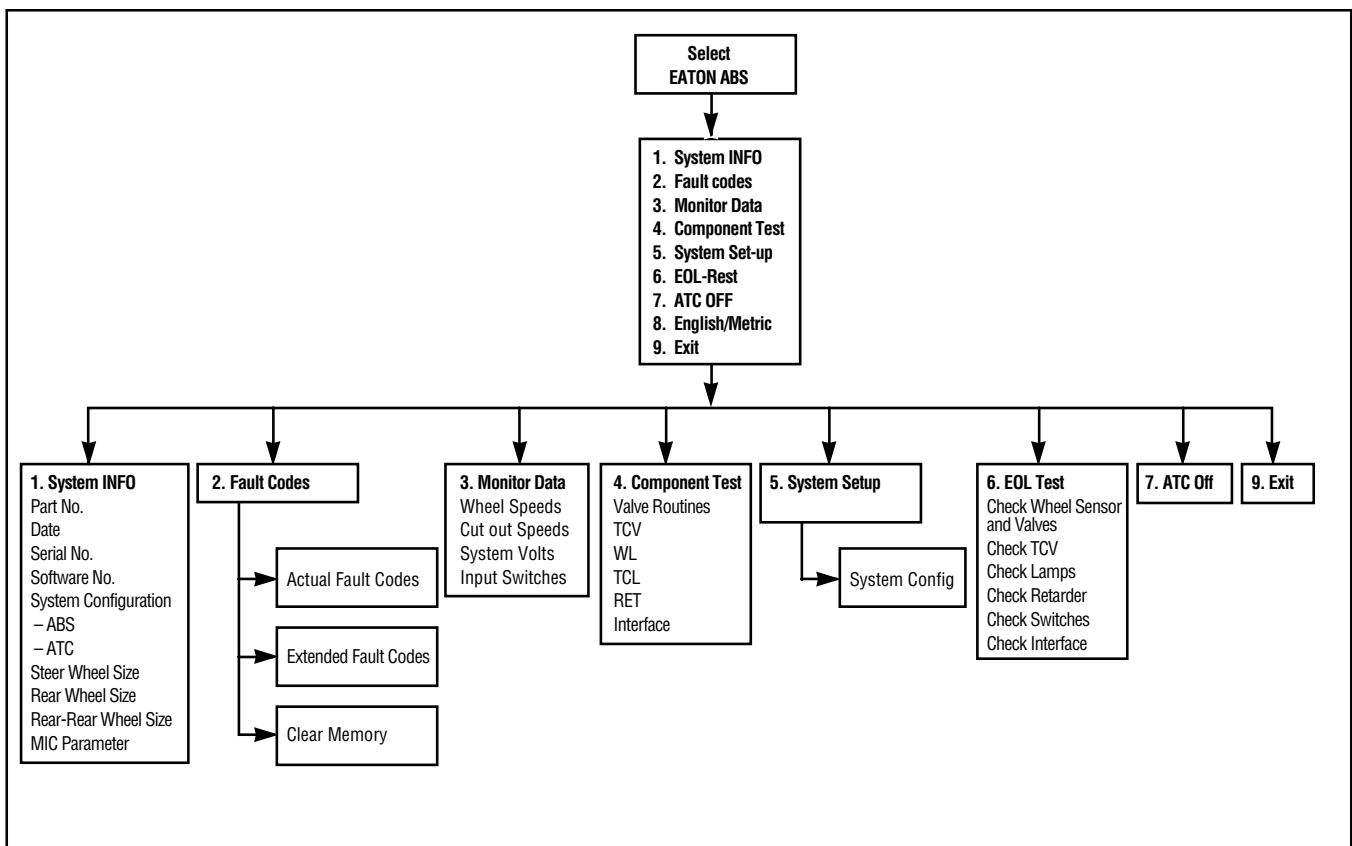 Select
EATON ABS
1. System INFO
2. Fault codes
3. Monitor Data
4. Component Test
5. System Set-up
6. EOL-Rest
7. ATC OFF
8. English/Metric
9. Exit
1. System INFO
Part No.
Date
Serial No.
Software No.
System Configuration
– ABS
– ATC
Steer Wheel Size
Rear Wheel Size
Rear-Rear Wheel Size
MIC Parameter
2. Fault Codes
Actual Fault Codes
Extended Fault Codes
Clear Memory
3. Monitor Data
Wheel Speeds
Cut out Speeds
System Volts
Input Switches
4. Component Test
Valve Routines
TCV
WL
TCL
RET
Interface
5. System Setup
System Config
6. EOL Test
Check Wheel Sensor
and Valves
Check TCV
Check Lamps
Check Retarder
Check Switches
Check Interface
7. ATC Off
9. Exit